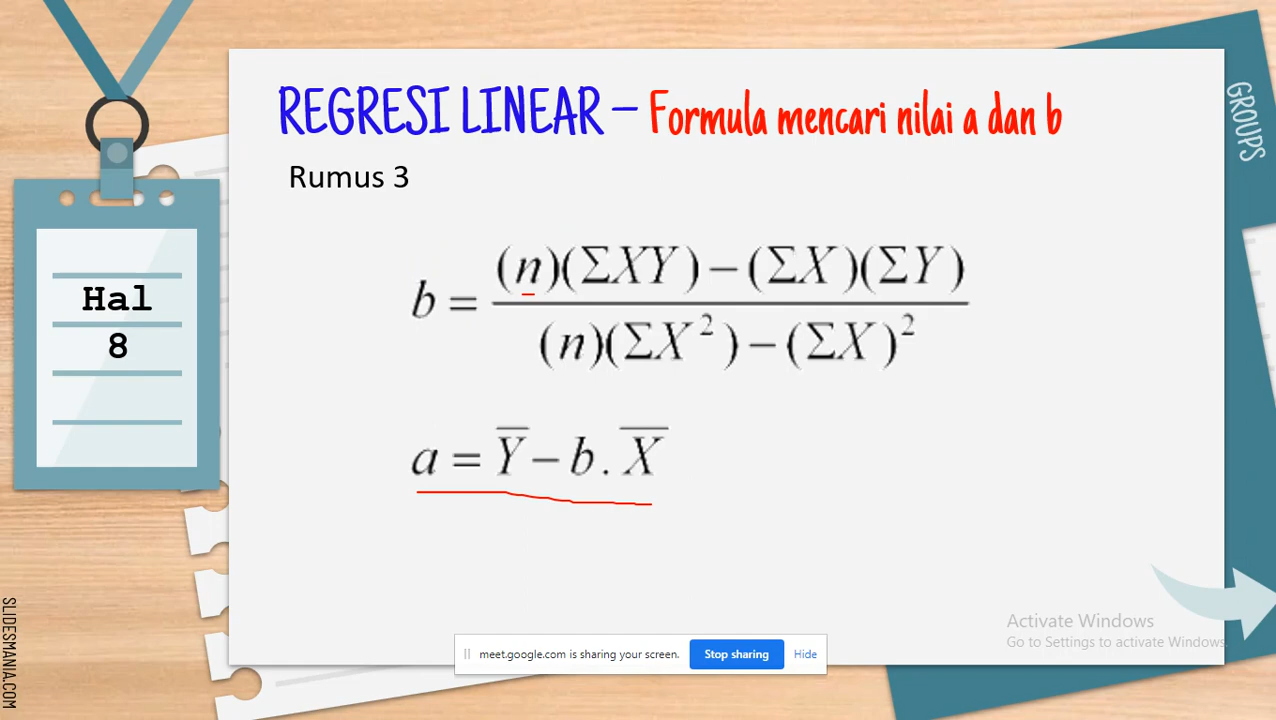 REGRESI LINEAR – Formula mencari nilai a dan b
Rumus 3
b = (n)(ΣXY) – (ΣX)(ΣY) / (n)(ΣX²) – (ΣX)²
a = Y̅ – b . X̅
Hal
8
GROUPS
SLIDESMANIA.COM
Activate Windows
Go to Settings to activate Windows.
meet.google.com is sharing your screen. Stop sharing Hide